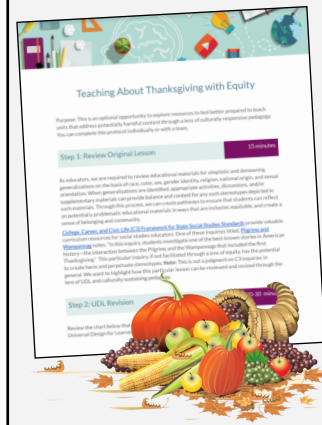 Teaching About Thanksgiving with Equity
Purpose: This is an optional opportunity to explore resources to feel better prepared to teach
units that address potentially harmful content through a lens of culturally responsive pedagogy.
You can complete this protocol individually or with a team.
Step 1: Review Original Lesson
15 minutes
As educators, we are required to review educational materials for simplistic and demeaning
generalizations on the basis of race, color, sex, gender identity, religion, national origin, and sexual
orientation. When generalizations are identified, appropriate activities, discussions, and/or
supplementary materials can provide balance and context for any such stereotypes depicted in
such materials. Through this process, we can create pathways to ensure that students can reflect
on potentially problematic educational materials in ways that are inclusive, equitable, and create a
sense of belonging and community.
College, Career, and Civic Life (C3) Framework for State Social Studies Standards provide valuable
curriculum resources for social studies educators. One of these inquiries titled, Pilgrims and
Wampanoag notes, "In this inquiry, students investigate one of the best-known stories in American
history—the interaction between the Pilgrims and the Wampanoag that included the first
Thanksgiving." This particular inquiry, if not facilitated through a lens of equity, has the potential
to create harm and perpetuate stereotypes. Note: This is not a judgment on C3 inquiries in
general. We want to highlight how this particular lesson can be reviewed and revised through the
lens of UDL and culturally sustaining
Step 2: UDL Revision
30 minu
Review the chart below that
Universal Design for Learn